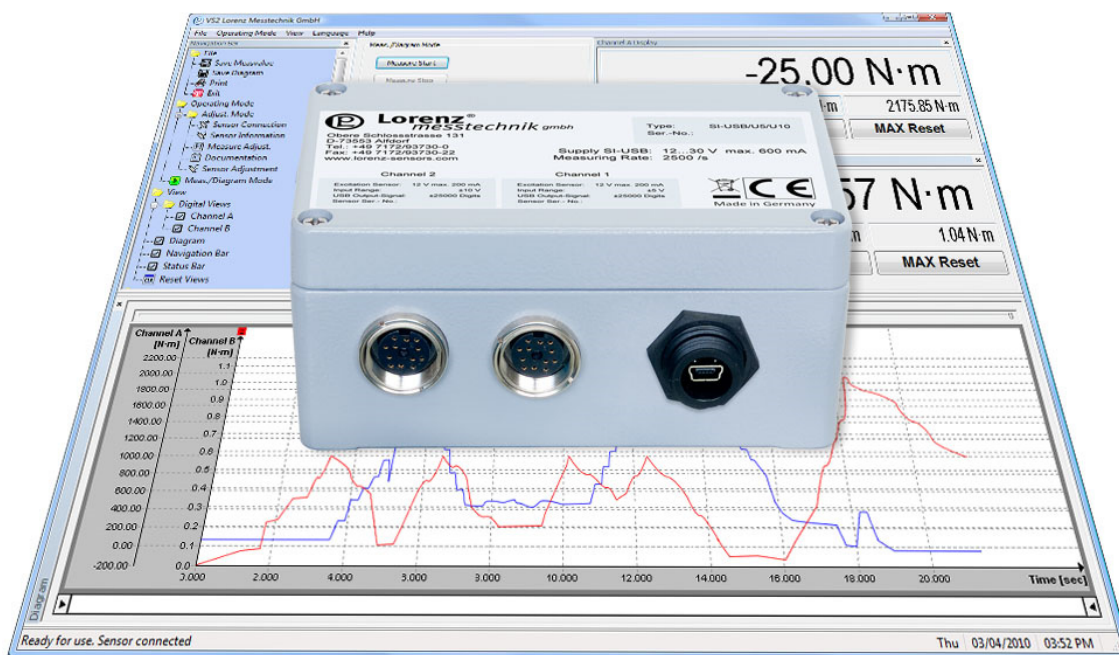 VS2 Lorenz Messtechnik GmbH
File Operating Mode View Language Help
Navigation Bar
File
Save Measvalue
Save Diagram
Print
Exit
Operating Mode
Adjust. Mode
Sensor Connection
Sensor Information
Measure Adjust.
Documentation
Sensor Adjustment
Meas./Diagram Mode
View
Digital Views
Channel A
Channel B
Diagram
Navigation Bar
Status Bar
Reset Views
Meas./Diagram Mode
Measure Start
Measure Stop
Channel A Display
-25.00 N·m
2175.85 N·m
MAX Reset
57 N·m
1.04 N·m
MAX Reset
Lorenz®
messtechnik gmbh
Obere Schlossstrasse 131
D-73553 Alfdorf
Tel.: +49 7172/93730-0
Fax: +49 7172/93730-22
www.lorenz-sensors.com
Type: SI-USB/U5/U10
Ser.-No.:
Supply SI-USB: 12...30 V max. 600 mA
Measuring Rate: 2500 /s
Channel 2
Excitation Sensor: 12 V max. 200 mA
Input Range: ±10 V
USB Output-Signal: ±25000 Digits
Sensor Ser.- No.:
Channel 1
Excitation Sensor: 12 V max. 200 mA
Input Range: ±5 V
USB Output-Signal: ±25000 Digits
Sensor Ser.- No.:
CE
Made in Germany
Channel A
[N·m]
2200.00
2000.00
1800.00
1600.00
1400.00
1200.00
1000.00
800.00
600.00
400.00
200.00
0.00
-200.00
Channel B
[N·m]
1.1
1.0
0.9
0.8
0.7
0.6
0.5
0.4
0.3
0.2
0.1
0.0
3.000 2.000 4.000 3.000 3.000 10.000 12.000 14.000 16.000 18.000 20.000 Time [sec]
Diagram
Ready for use. Sensor connected
Thu 03/04/2010 03:52 PM